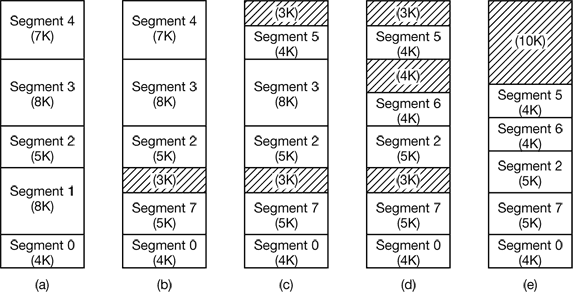 Segment 4
(7K)
Segment 3
(8K)
Segment 2
(5K)
Segment 1
(8K)
Segment 0
(4K)
(a)
Segment 4
(7K)
Segment 3
(8K)
Segment 2
(5K)
(3K)
Segment 7
(5K)
Segment 0
(4K)
(b)
(3K)
Segment 5
(4K)
Segment 3
(8K)
Segment 2
(5K)
(3K)
Segment 7
(5K)
Segment 0
(4K)
(c)
(3K)
Segment 5
(4K)
(4K)
Segment 6
(4K)
Segment 2
(5K)
(3K)
Segment 7
(5K)
Segment 0
(4K)
(d)
(10K)
Segment 5
(4K)
Segment 6
(4K)
Segment 2
(5K)
Segment 7
(5K)
Segment 0
(4K)
(e)